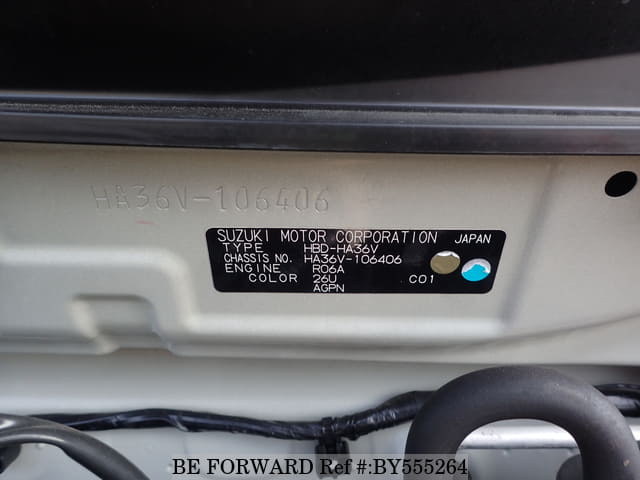 HA36V-106406
SUZUKI MOTOR CORPORATION JAPAN
TYPE HBD-HA36V
CHASSIS NO. HA36V-106406
ENGINE R06A
COLOR 26U C01
AGPN
BE FORWARD Ref #:BY555264